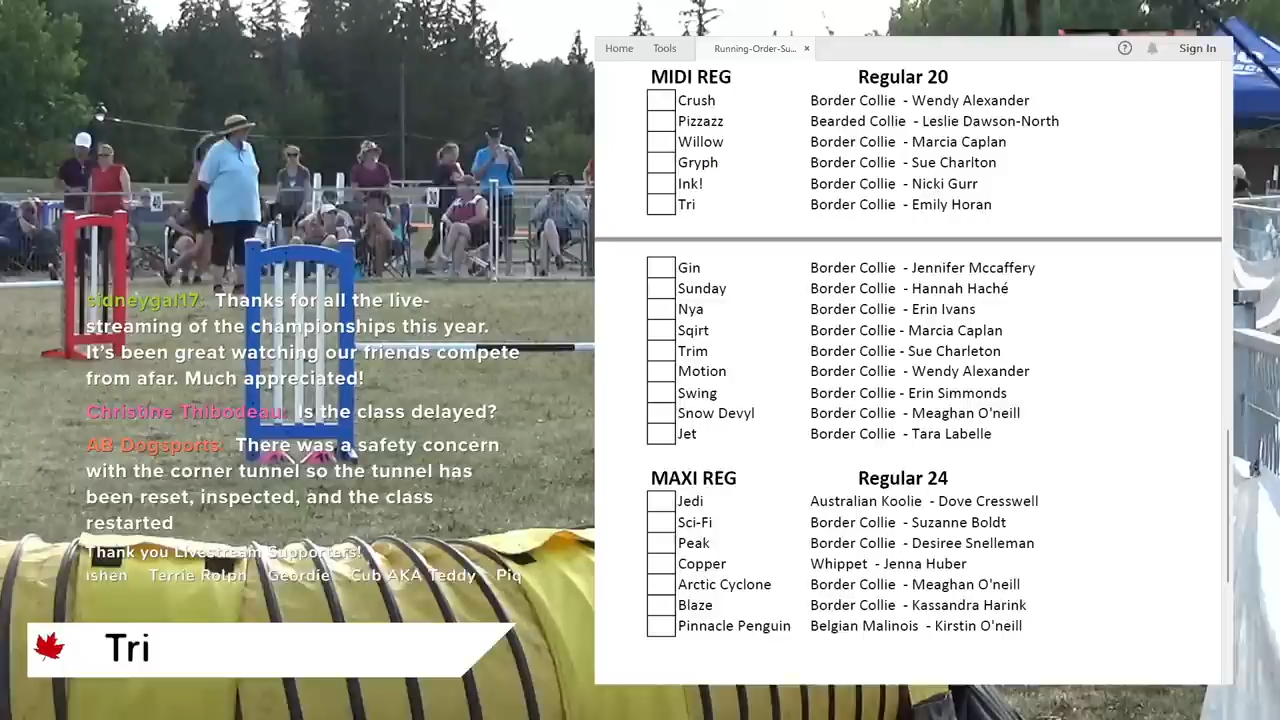 Home Tools Running-Order-Su... × ? Sign In
MIDI REG Regular 20
Crush Border Collie - Wendy Alexander
Pizzazz Bearded Collie - Leslie Dawson-North
Willow Border Collie - Marcia Caplan
Gryph Border Collie - Sue Charlton
Ink! Border Collie - Nicki Gurr
Tri Border Collie - Emily Horan
Gin Border Collie - Jennifer Mccaffery
Sunday Border Collie - Hannah Haché
Nya Border Collie - Erin Ivans
Sqirt Border Collie - Marcia Caplan
Trim Border Collie - Sue Charleton
Motion Border Collie - Wendy Alexander
Swing Border Collie - Erin Simmonds
Snow Devyl Border Collie - Meaghan O'neill
Jet Border Collie - Tara Labelle
MAXI REG Regular 24
Jedi Australian Koolie - Dove Cresswell
Sci-Fi Border Collie - Suzanne Boldt
Peak Border Collie - Desiree Snelleman
Copper Whippet - Jenna Huber
Arctic Cyclone Border Collie - Meaghan O'neill
Blaze Border Collie - Kassandra Harink
Pinnacle Penguin Belgian Malinois - Kirstin O'neill
sidneygal17: Thanks for all the live-
streaming of the championships this year.
It's been great watching our friends compete
from afar. Much appreciated!
Christine Thibodeau: Is the class delayed?
AB Dogsports: There was a safety concern
with the corner tunnel so the tunnel has
been reset, inspected, and the class
restarted
Thank you Livestream Supporters!
ishen Terrie Rolph Geordie Cub AKA Teddy Piq
Tri